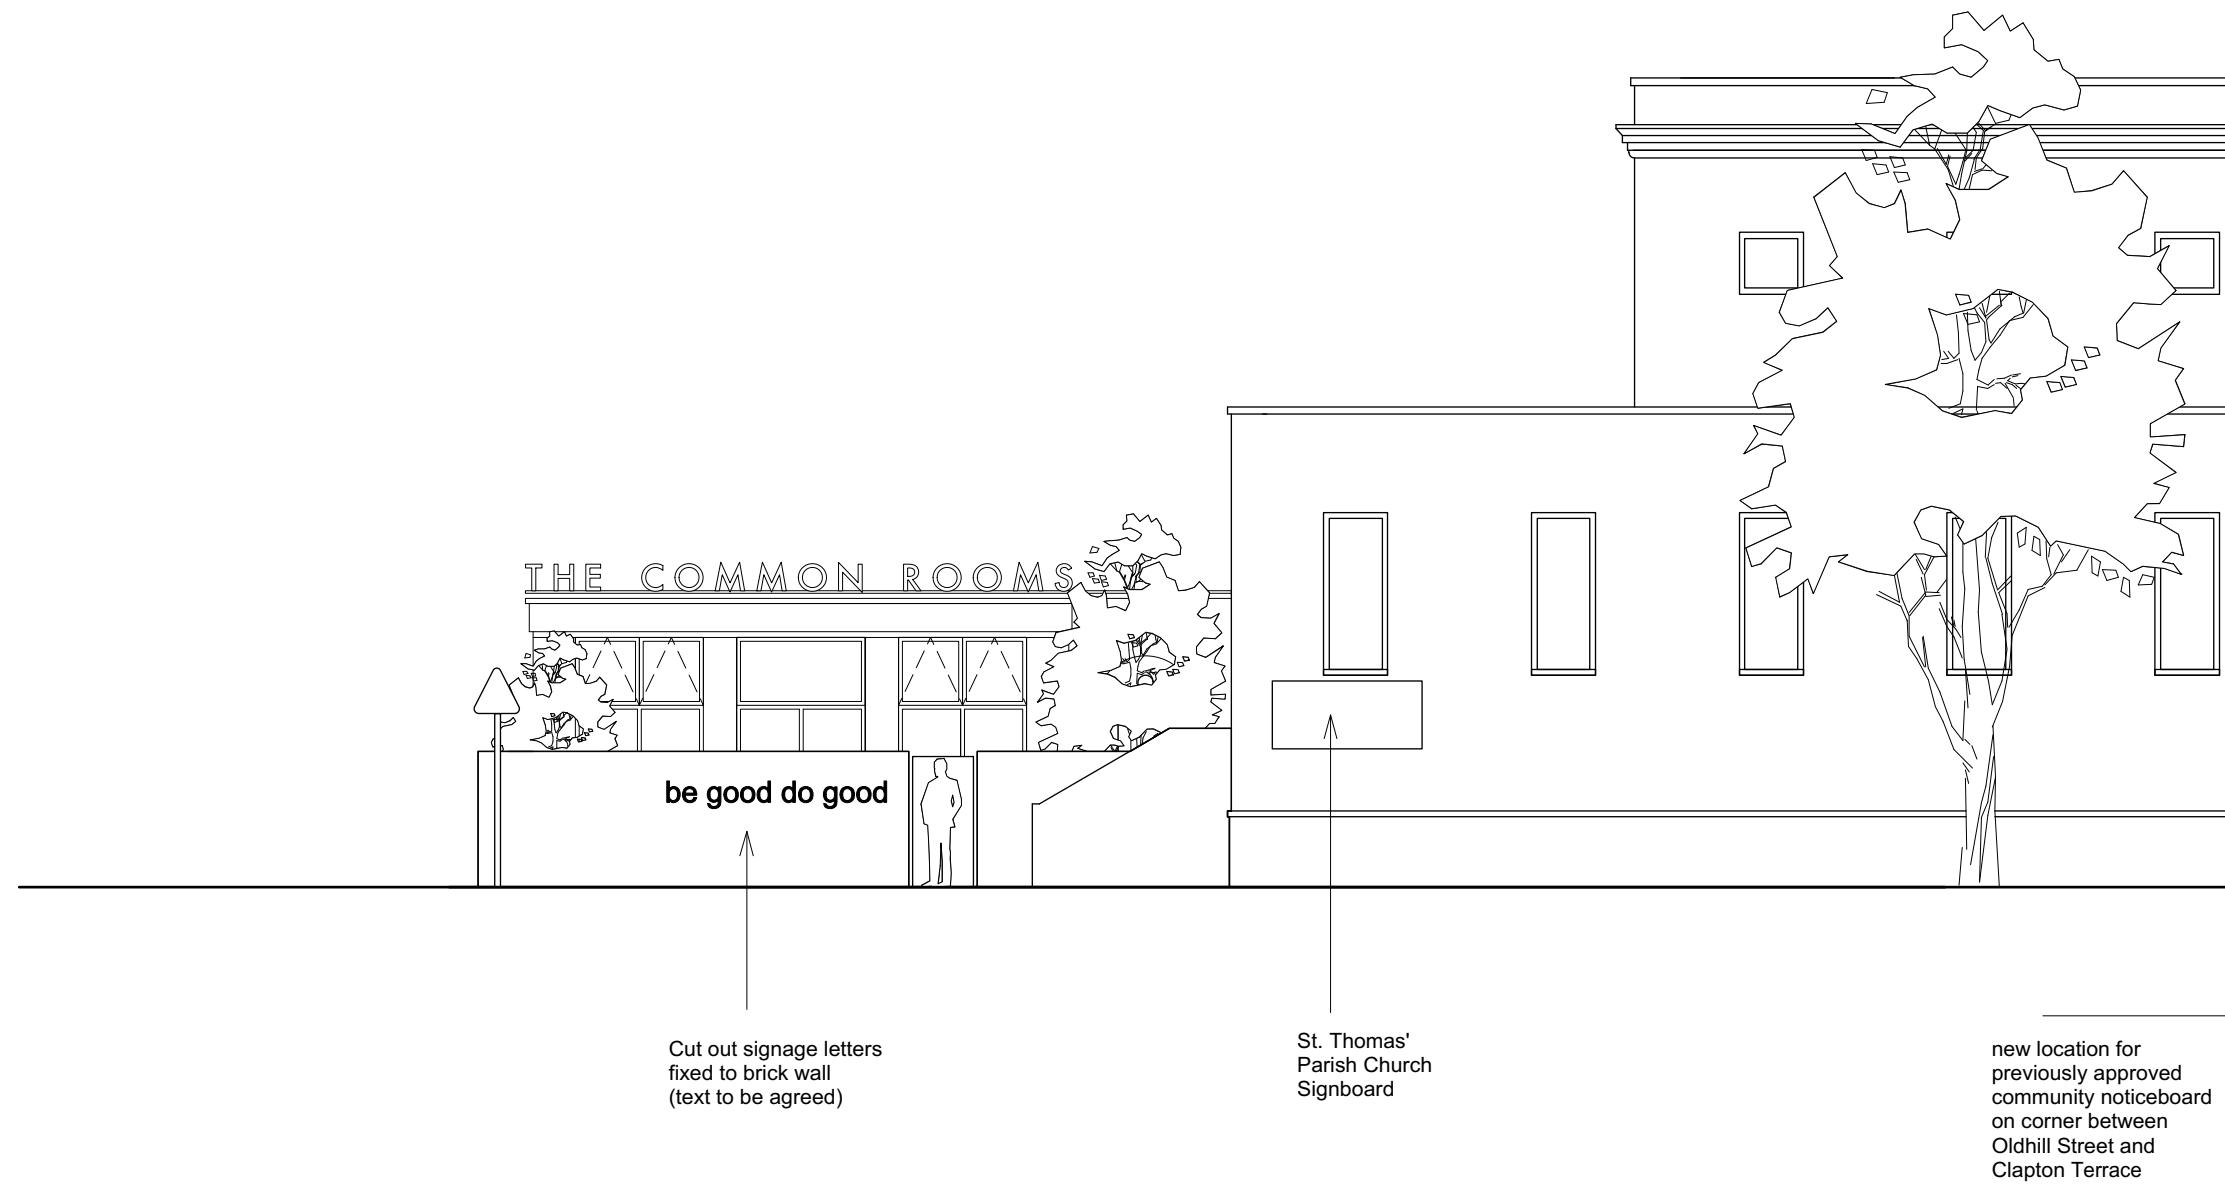 THE COMMON ROOMS
be good do good
Cut out signage letters
fixed to brick wall
(text to be agreed)
St. Thomas'
Parish Church
Signboard
new location for
previously approved
community noticeboard
on corner between
Oldhill Street and
Clapton Terrace